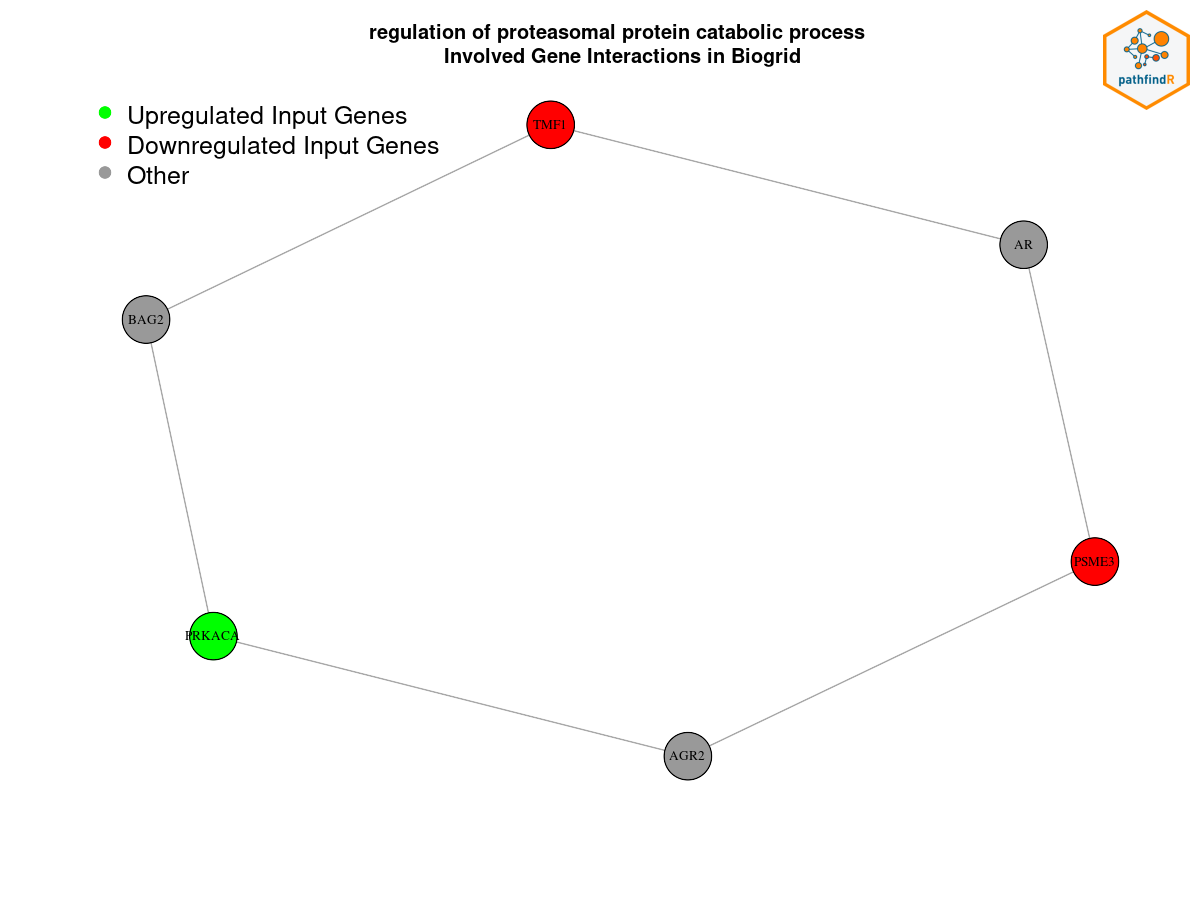 regulation of proteasomal protein catabolic process
Involved Gene Interactions in Biogrid
pathfindR
Upregulated Input Genes
Downregulated Input Genes
Other
TMF1
AR
BAG2
PSME3
PRKACA
AGR2